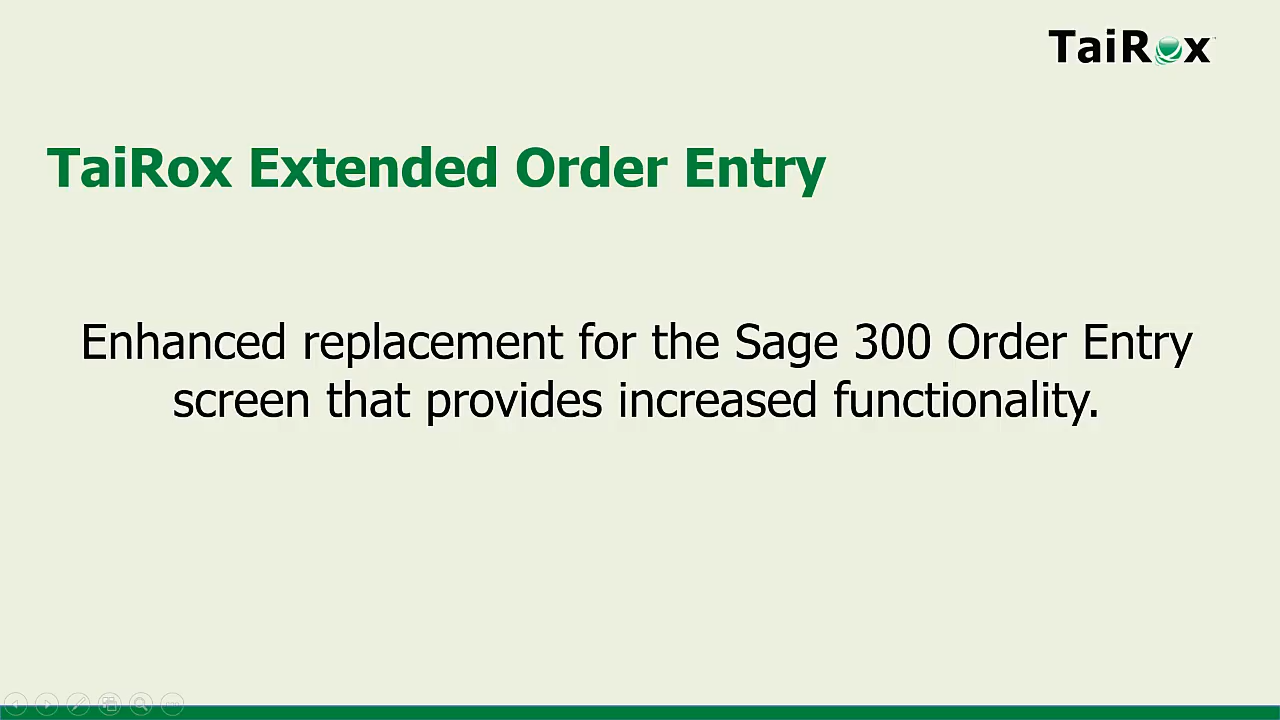 TaiRox
TaiRox Extended Order Entry
Enhanced replacement for the Sage 300 Order Entry
screen that provides increased functionality.